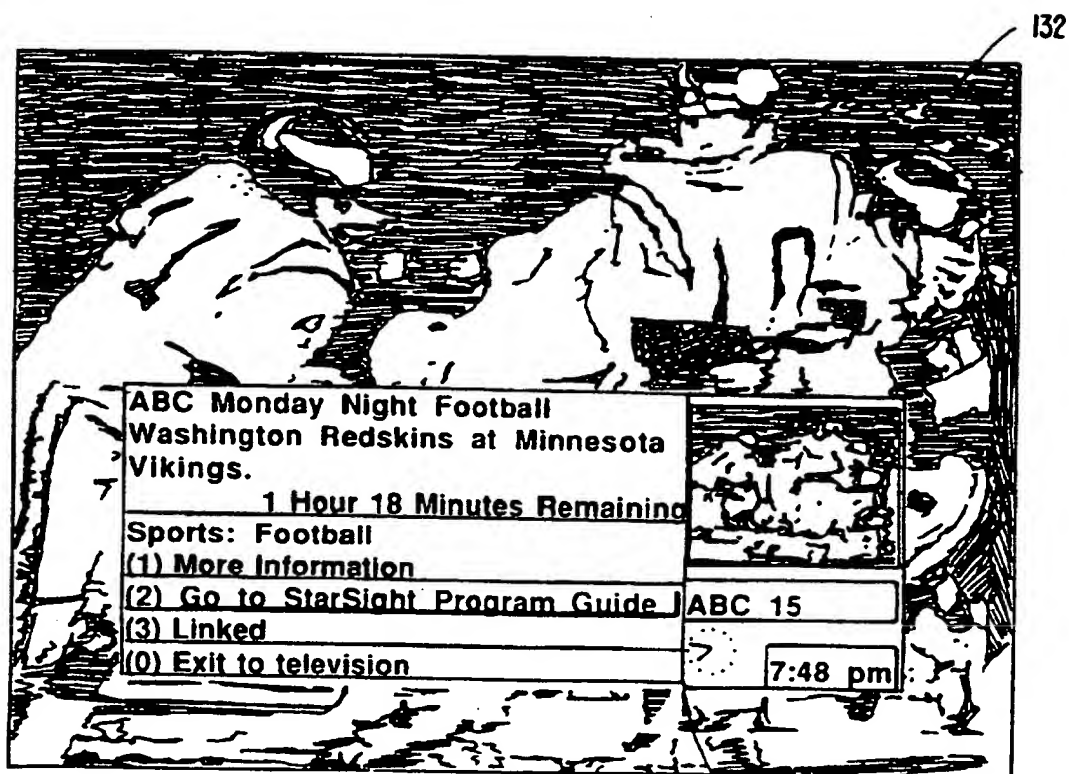 132
ABC Monday Night Football
Washington Redskins at Minnesota
Vikings.
1 Hour 18 Minutes Remaining
Sports: Football
(1) More Information
(2) Go to StarSight Program Guide
ABC 15
(3) Linked
(0) Exit to television
7:48 pm